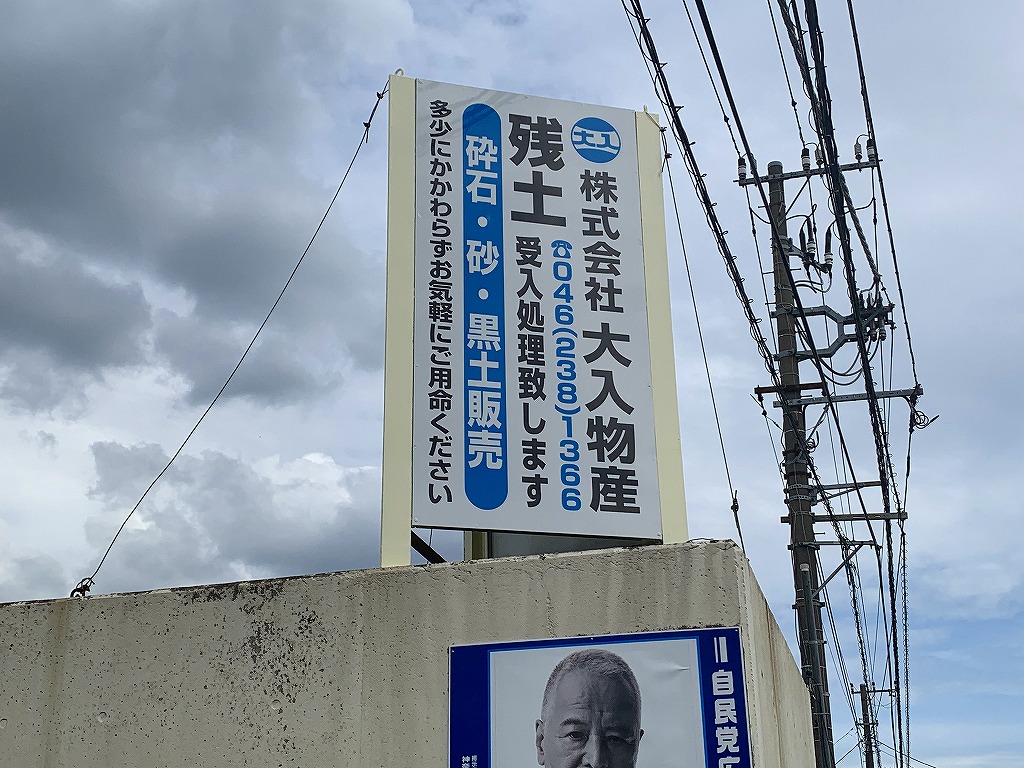 株式会社 大入物産
☎046(238)1366
残土 受入処理致します
砕石・砂・黒土販売
多少にかかわらずお気軽にご用命ください
自民党